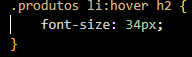 .produtos li:hover h2 {
    font-size: 34px;
}